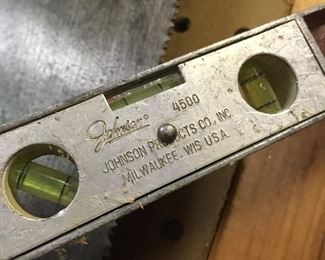 Johnson®
4500
JOHNSON PRODUCTS CO., INC
MILWAUKEE, WIS U.S.A.